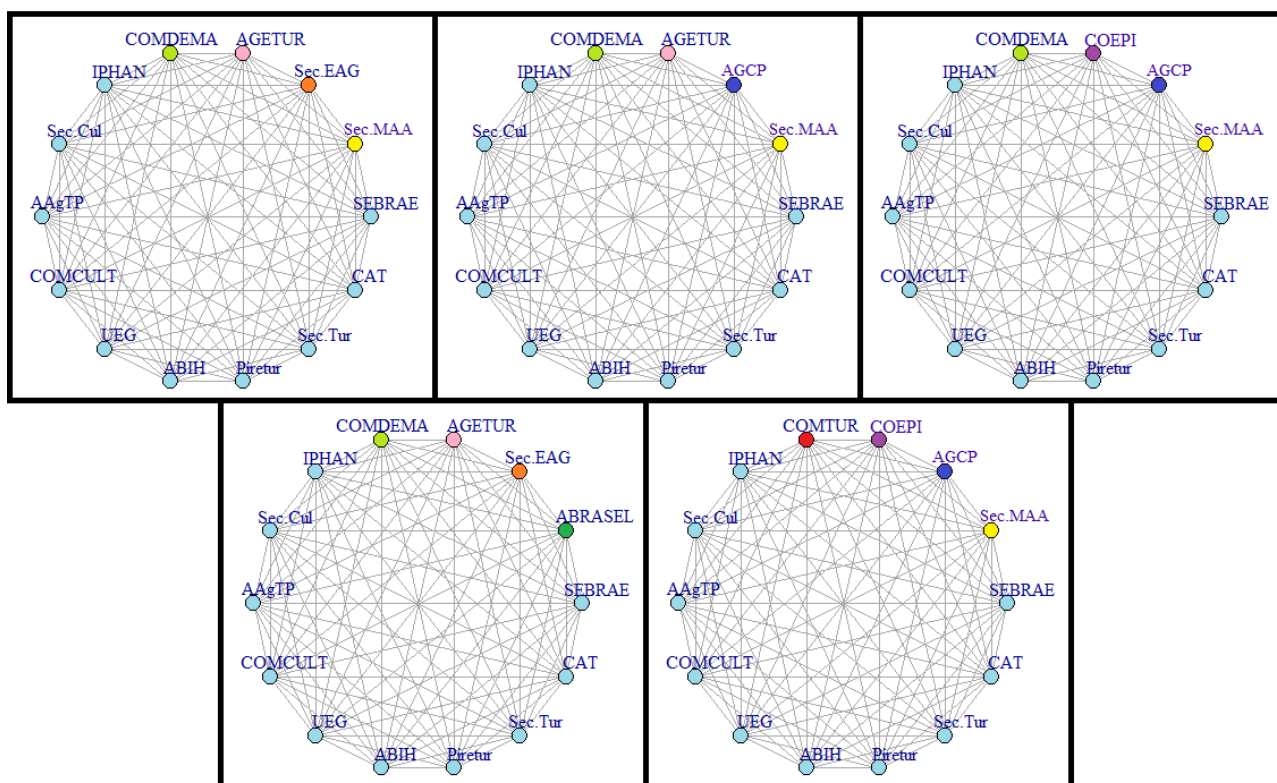 COMDEMA AGETUR
IPHAN Sec.EAG
Sec.Cul Sec.MAA
AAgTP SEBRAE
COMCULT CAT
UEG Sec.Tur
ABIH Piretur
COMDEMA AGETUR
IPHAN AGCP
Sec.Cul Sec.MAA
AAgTP SEBRAE
COMCULT CAT
UEG Sec.Tur
ABIH Piretur
COMDEMA COEPI
IPHAN AGCP
Sec.Cul Sec.MAA
AAgTP SEBRAE
COMCULT CAT
UEG Sec.Tur
ABIH Piretur
COMDEMA AGETUR
IPHAN Sec.EAG
Sec.Cul ABRASEL
AAgTP SEBRAE
COMCULT CAT
UEG Sec.Tur
ABIH Piretur
COMTUR COEPI
IPHAN AGCP
Sec.Cul Sec.MAA
AAgTP SEBRAE
COMCULT CAT
UEG Sec.Tur
ABIH Piretur